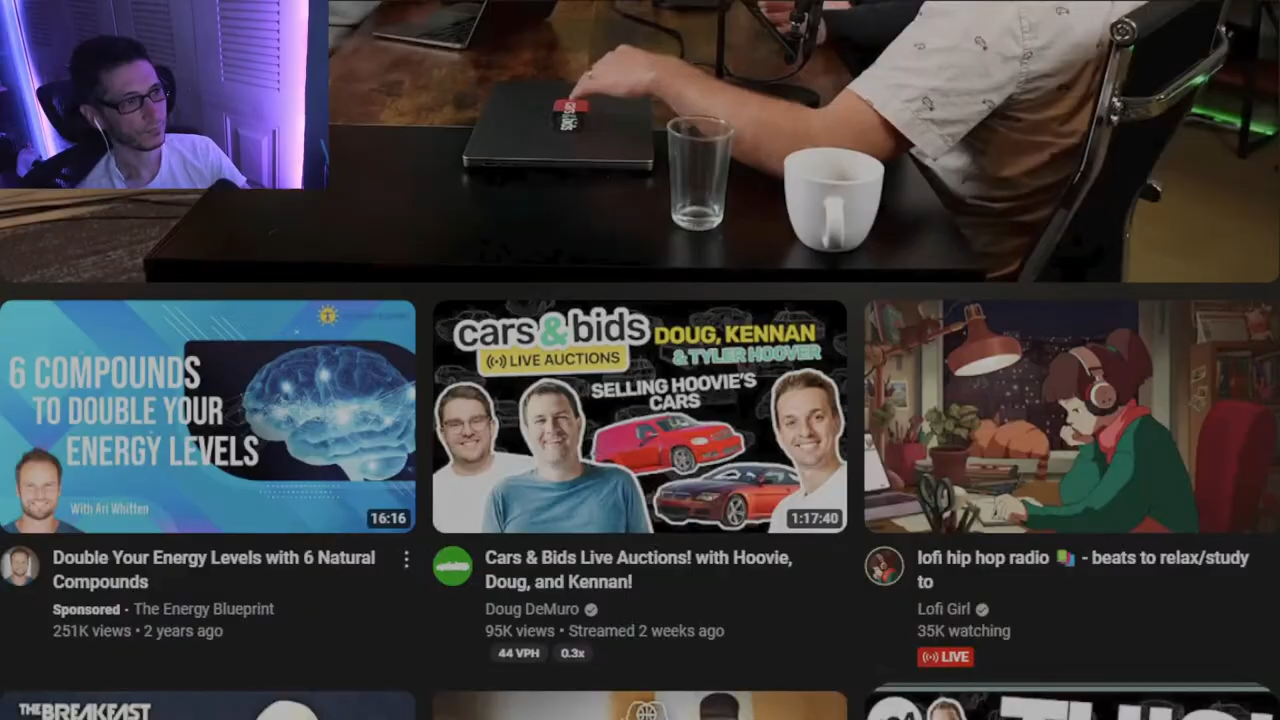 cars
bids
6 COMPOUNDS
TO DOUBLE YOUR
ENERGY LEVELS
With Ari Whitten
16:16
Double Your Energy Levels with 6 Natural
Compounds
Sponsored · The Energy Blueprint
251K views • 2 years ago
cars & bids
LIVE AUCTIONS
DOUG, KENNAN
& TYLER HOOVER
SELLING HOOVIE'S
CARS
1:17:40
Cars & Bids Live Auctions! with Hoovie,
Doug, and Kennan!
Doug DeMuro
95K views • Streamed 2 weeks ago
44 VPH 0.3x
lofi hip hop radio 📚 - beats to relax/study
to
Lofi Girl
35K watching
LIVE
THE BREAKFAST